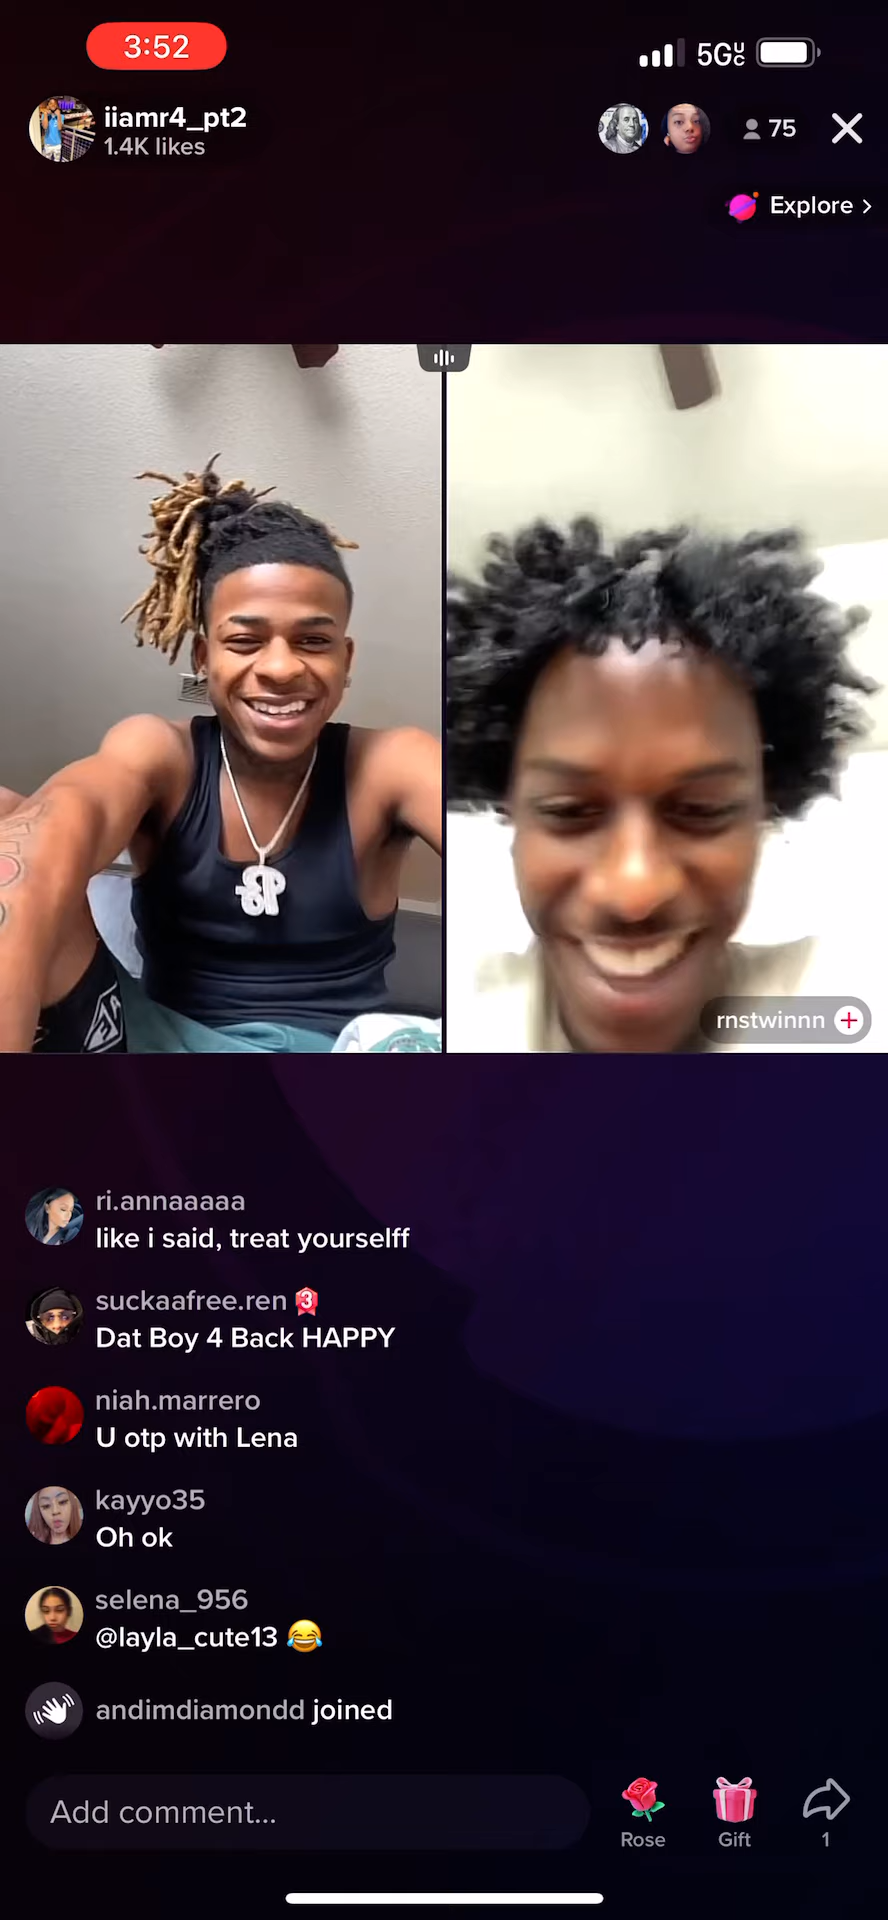 3:52
5GUC
iiamr4_pt2
1.4K likes
75
Explore >
rnstwinnn
ri.annaaaaa
like i said, treat yourselff
suckaafree.ren 3
Dat Boy 4 Back HAPPY
niah.marrero
U otp with Lena
kayyo35
Oh ok
selena_956
@layla_cute13 😂
andimdiamondd joined
Add comment...
Rose
Gift
1